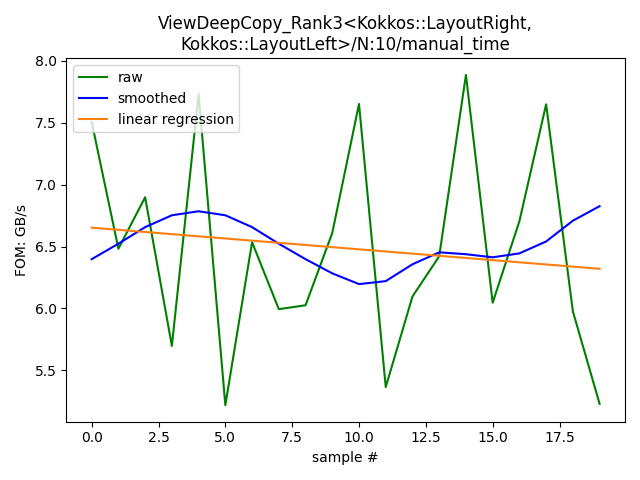 ViewDeepCopy_Rank3<Kokkos::LayoutRight,
Kokkos::LayoutLeft>/N:10/manual_time
raw
smoothed
linear regression
FOM: GB/s
8.0
7.5
7.0
6.5
6.0
5.5
0.0 2.5 5.0 7.5 10.0 12.5 15.0 17.5
sample #